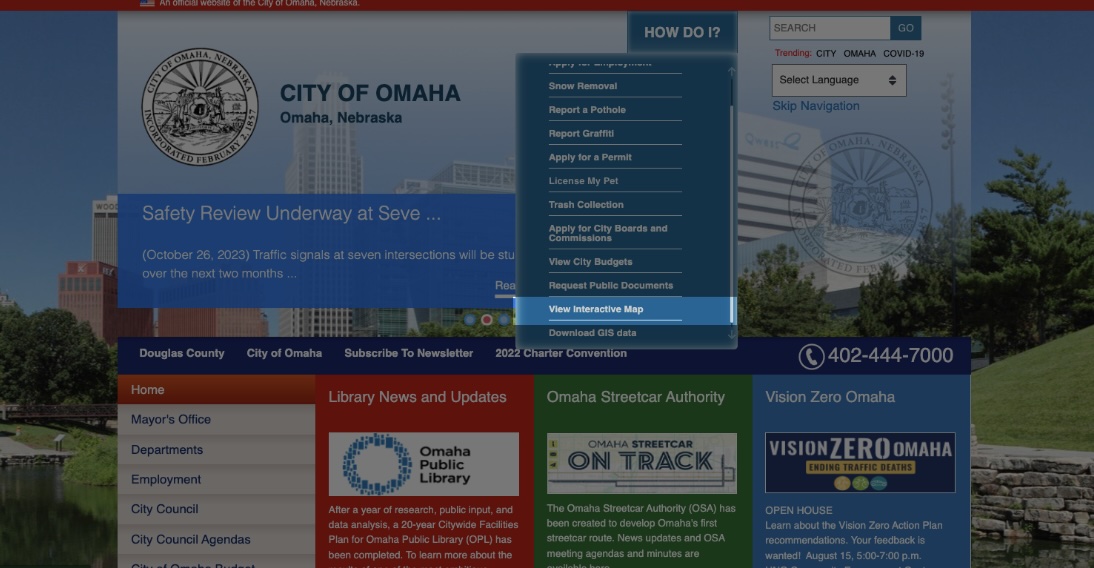 An official website of the City of Omaha, Nebraska.
HOW DO I?
SEARCH
GO
Trending: CITY OMAHA COVID-19
Select Language
Skip Navigation
CITY OF OMAHA, NEBRASKA
INCORPORATED FEBRUARY 2, 1857
CITY OF OMAHA
Omaha, Nebraska
Apply for Employment
Snow Removal
Report a Pothole
Report Graffiti
Apply for a Permit
License My Pet
Trash Collection
Apply for City Boards and
Commissions
View City Budgets
Request Public Documents
View Interactive Map
Download GIS data
Qwest
CITY OF OMAHA, NEBRASKA
Safety Review Underway at Seve ...
(October 26, 2023) Traffic signals at seven intersections will be stu
over the next two months ...
Rea
Douglas County
City of Omaha
Subscribe To Newsletter
2022 Charter Convention
402-444-7000
Home
Mayor's Office
Departments
Employment
City Council
City Council Agendas
City of Omaha Budget
Library News and Updates
Omaha
Public
Library
After a year of research, public input, and
data analysis, a 20-year Citywide Facilities
Plan for Omaha Public Library (OPL) has
been completed. To learn more about the
Omaha Streetcar Authority
OMAHA STREETCAR
ON TRACK
The Omaha Streetcar Authority (OSA) has
been created to develop Omaha's first
streetcar route. News updates and OSA
meeting agendas and minutes are
available here.
Vision Zero Omaha
VISION ZERO OMAHA
ENDING TRAFFIC DEATHS
OPEN HOUSE
Learn about the Vision Zero Action Plan
recommendations. Your feedback is
wanted! August 15, 5:00-7:00 p.m.